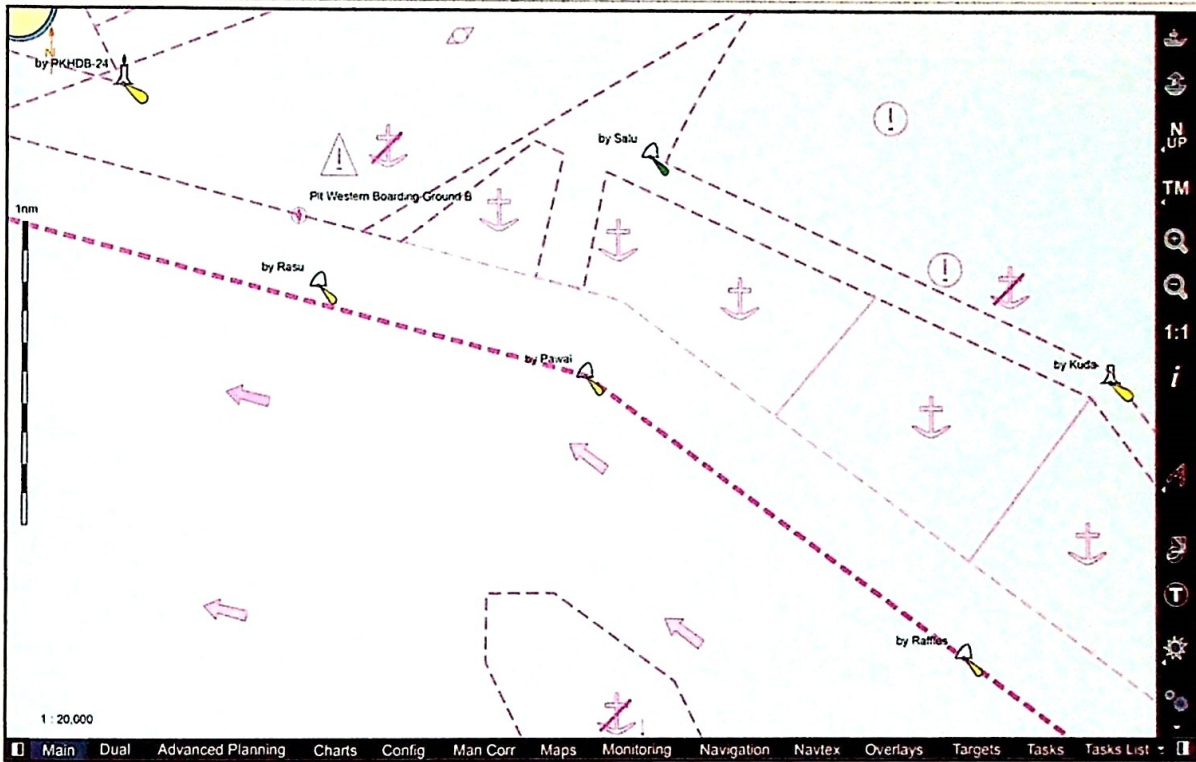 by PKHDB-24
by Salu
Plt Western Boarding Ground B
1nm
by Rasu
by Pawai
by Kuda
by Raffles
1 : 20,000
N
UP
TM
1:1
i
A
T
Main Dual Advanced Planning Charts Config Man Corr Maps Monitoring Navigation Navtex Overlays Targets Tasks Tasks List